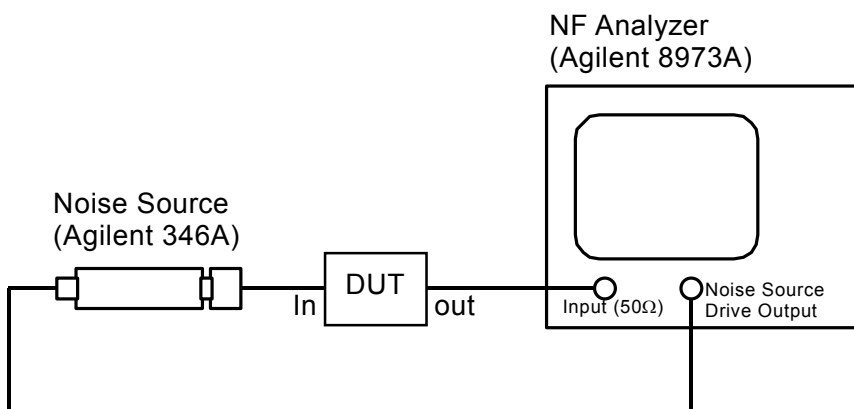 NF Analyzer
(Agilent 8973A)
Noise Source
(Agilent 346A)
In
DUT
out
Input (50Ω)
Noise Source
Drive Output